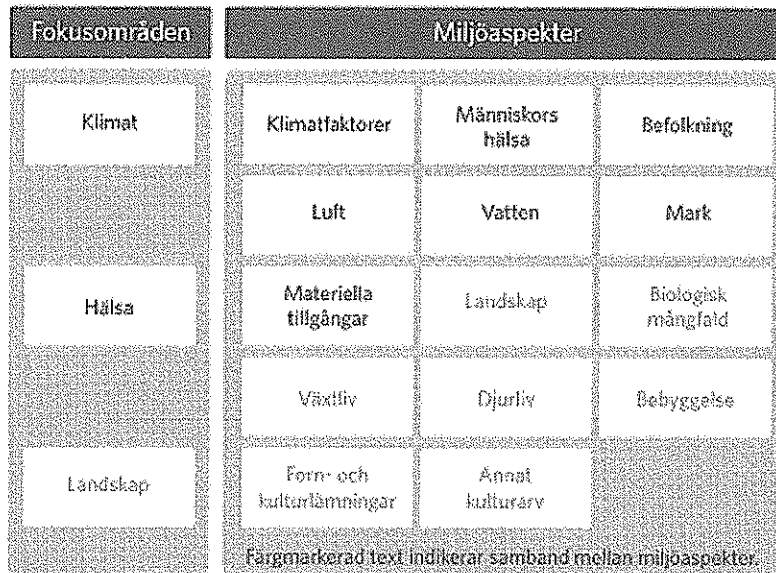 Fokusområden
Miljöaspekter
Klimat
Klimatfaktorer
Människors
hälsa
Befolkning
Luft
Vatten
Mark
Hälsa
Materiella
tillgångar
Landskap
Biologisk
mångfald
Växtliv
Djurliv
Bebyggelse
Landskap
Forn- och
kulturlämningar
Annat
kulturarv
Färgmarkerad text indikerar samband mellan miljöaspekter.